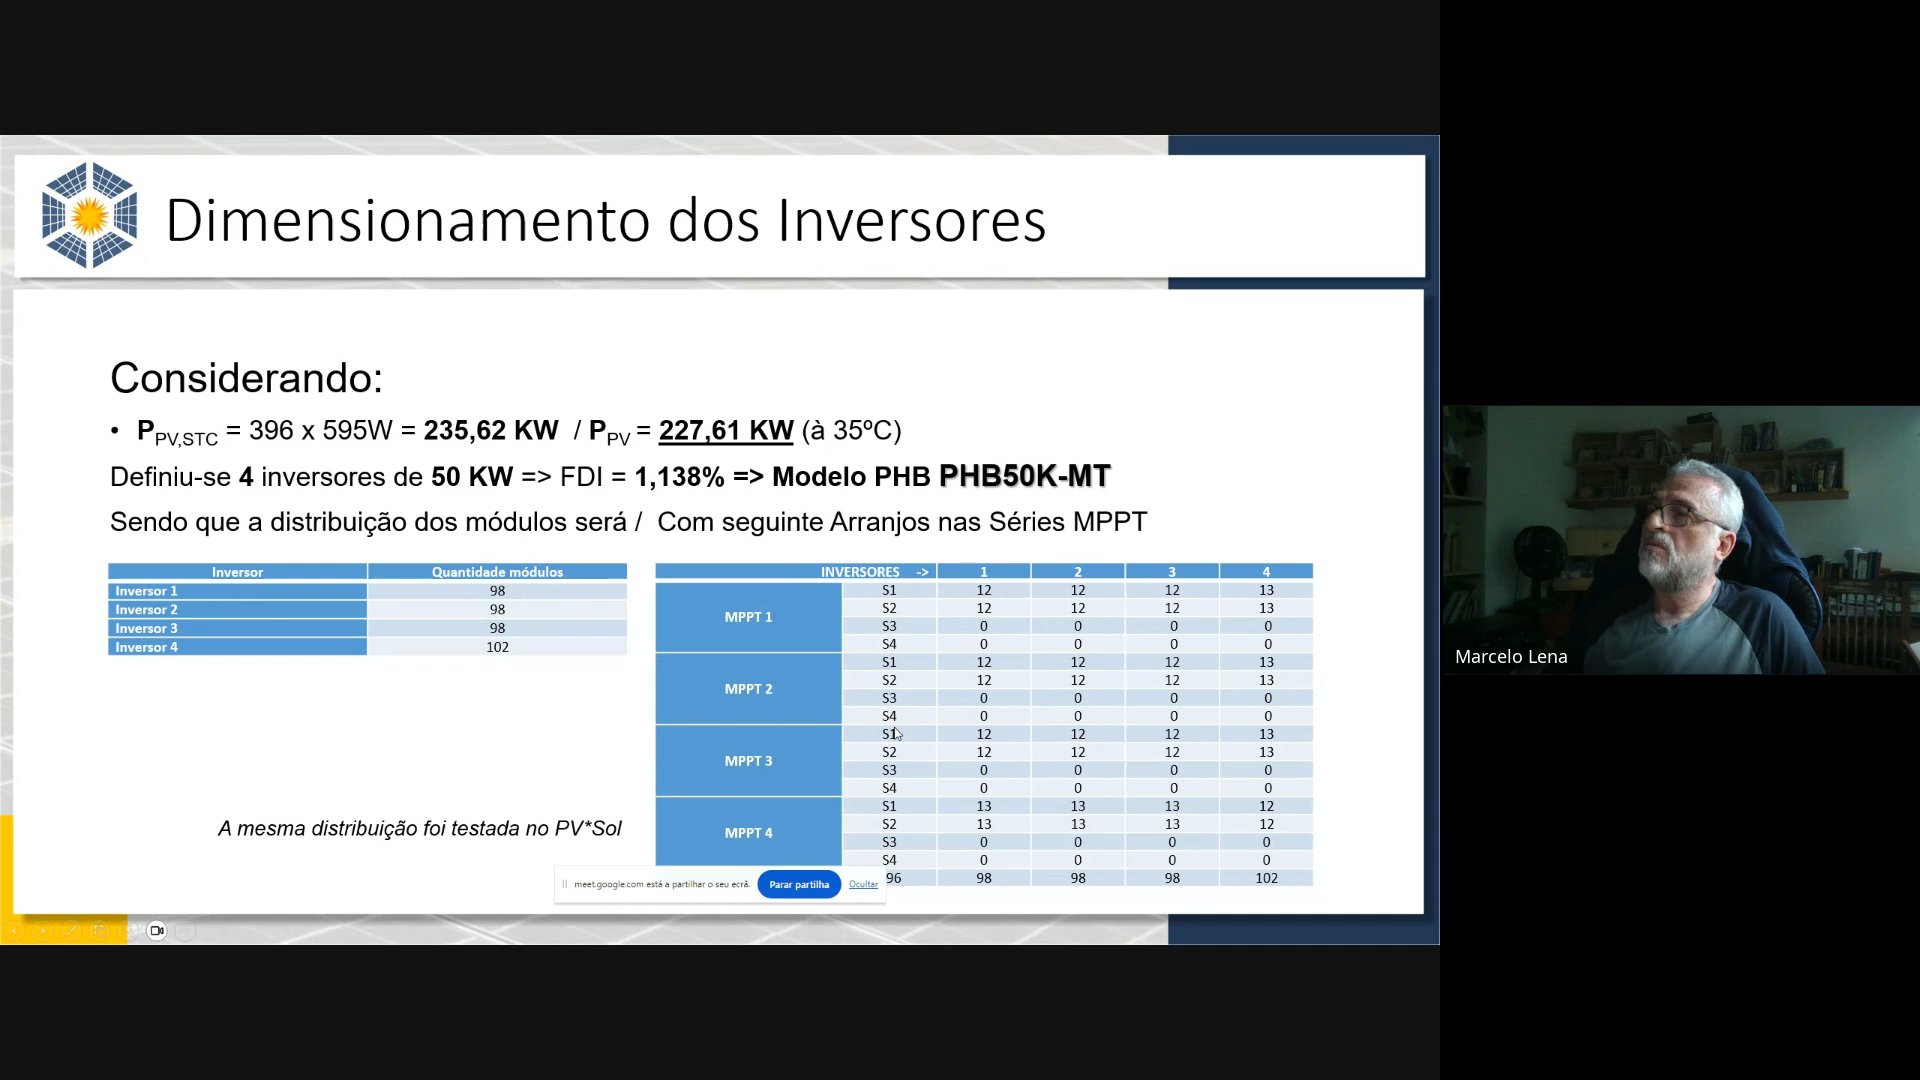 Dimensionamento dos Inversores
Considerando:
• PPV,STC = 396 x 595W = 235,62 KW / PPV = 227,61 KW (à 35ºC)
Definiu-se 4 inversores de 50 KW => FDI = 1,138% => Modelo PHB PHB50K-MT
Sendo que a distribuição dos módulos será / Com seguinte Arranjos nas Séries MPPT
Inversor Quantidade módulos
Inversor 1 98
Inversor 2 98
Inversor 3 98
Inversor 4 102
A mesma distribuição foi testada no PV*Sol
INVERSORES -> 1 2 3 4
MPPT 1
S1 12 12 12 13
S2 12 12 12 13
S3 0 0 0 0
S4 0 0 0 0
MPPT 2
S1 12 12 12 13
S2 12 12 12 13
S3 0 0 0 0
S4 0 0 0 0
MPPT 3
S1 12 12 12 13
S2 12 12 12 13
S3 0 0 0 0
S4 0 0 0 0
MPPT 4
S1 13 13 13 12
S2 13 13 13 12
S3 0 0 0 0
S4 0 0 0 0
96 98 98 98 102
meet.google.com está a partilhar o seu ecrã. Parar partilha Ocultar
Marcelo Lena